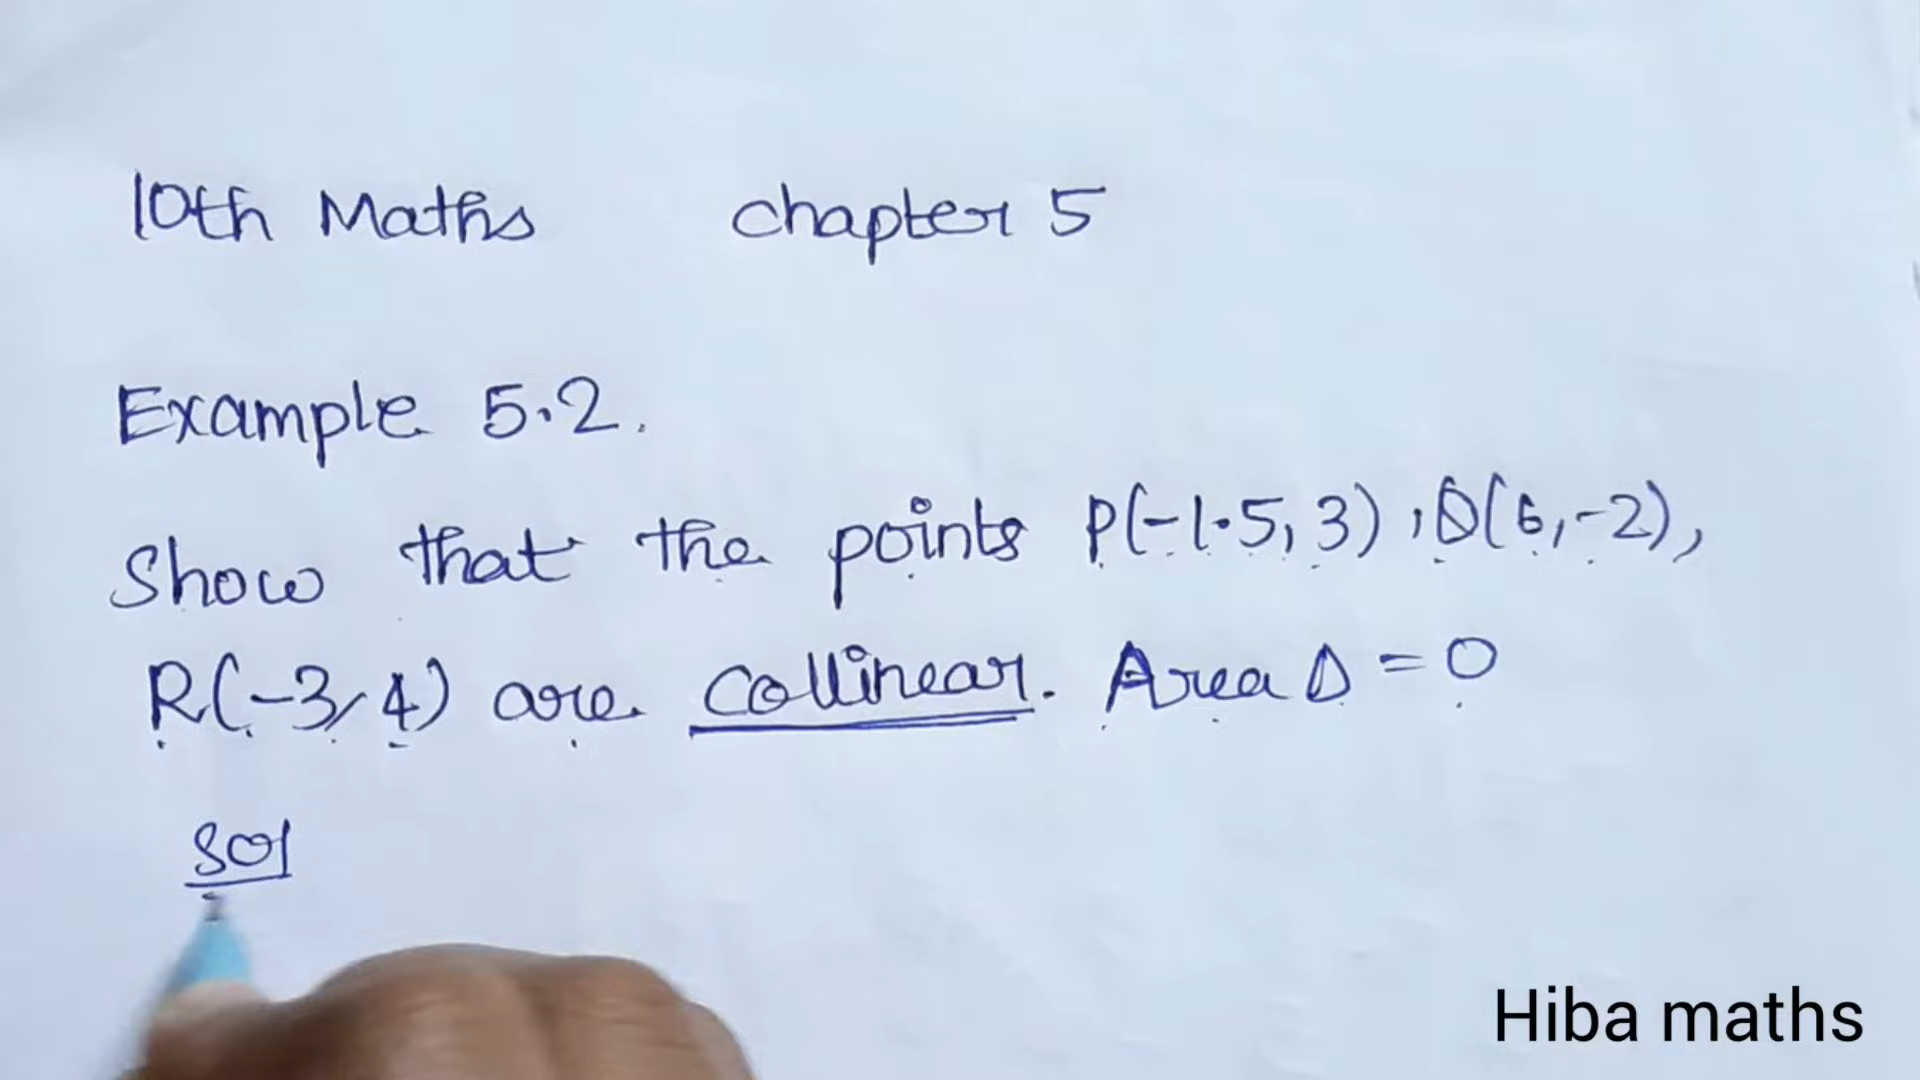 10th Maths chapter 5
Example 5.2.
Show that the points P(-1.5, 3), Q(6, -2),
R(-3, 4) are collinear. Area Δ = 0
Sol
Hiba maths